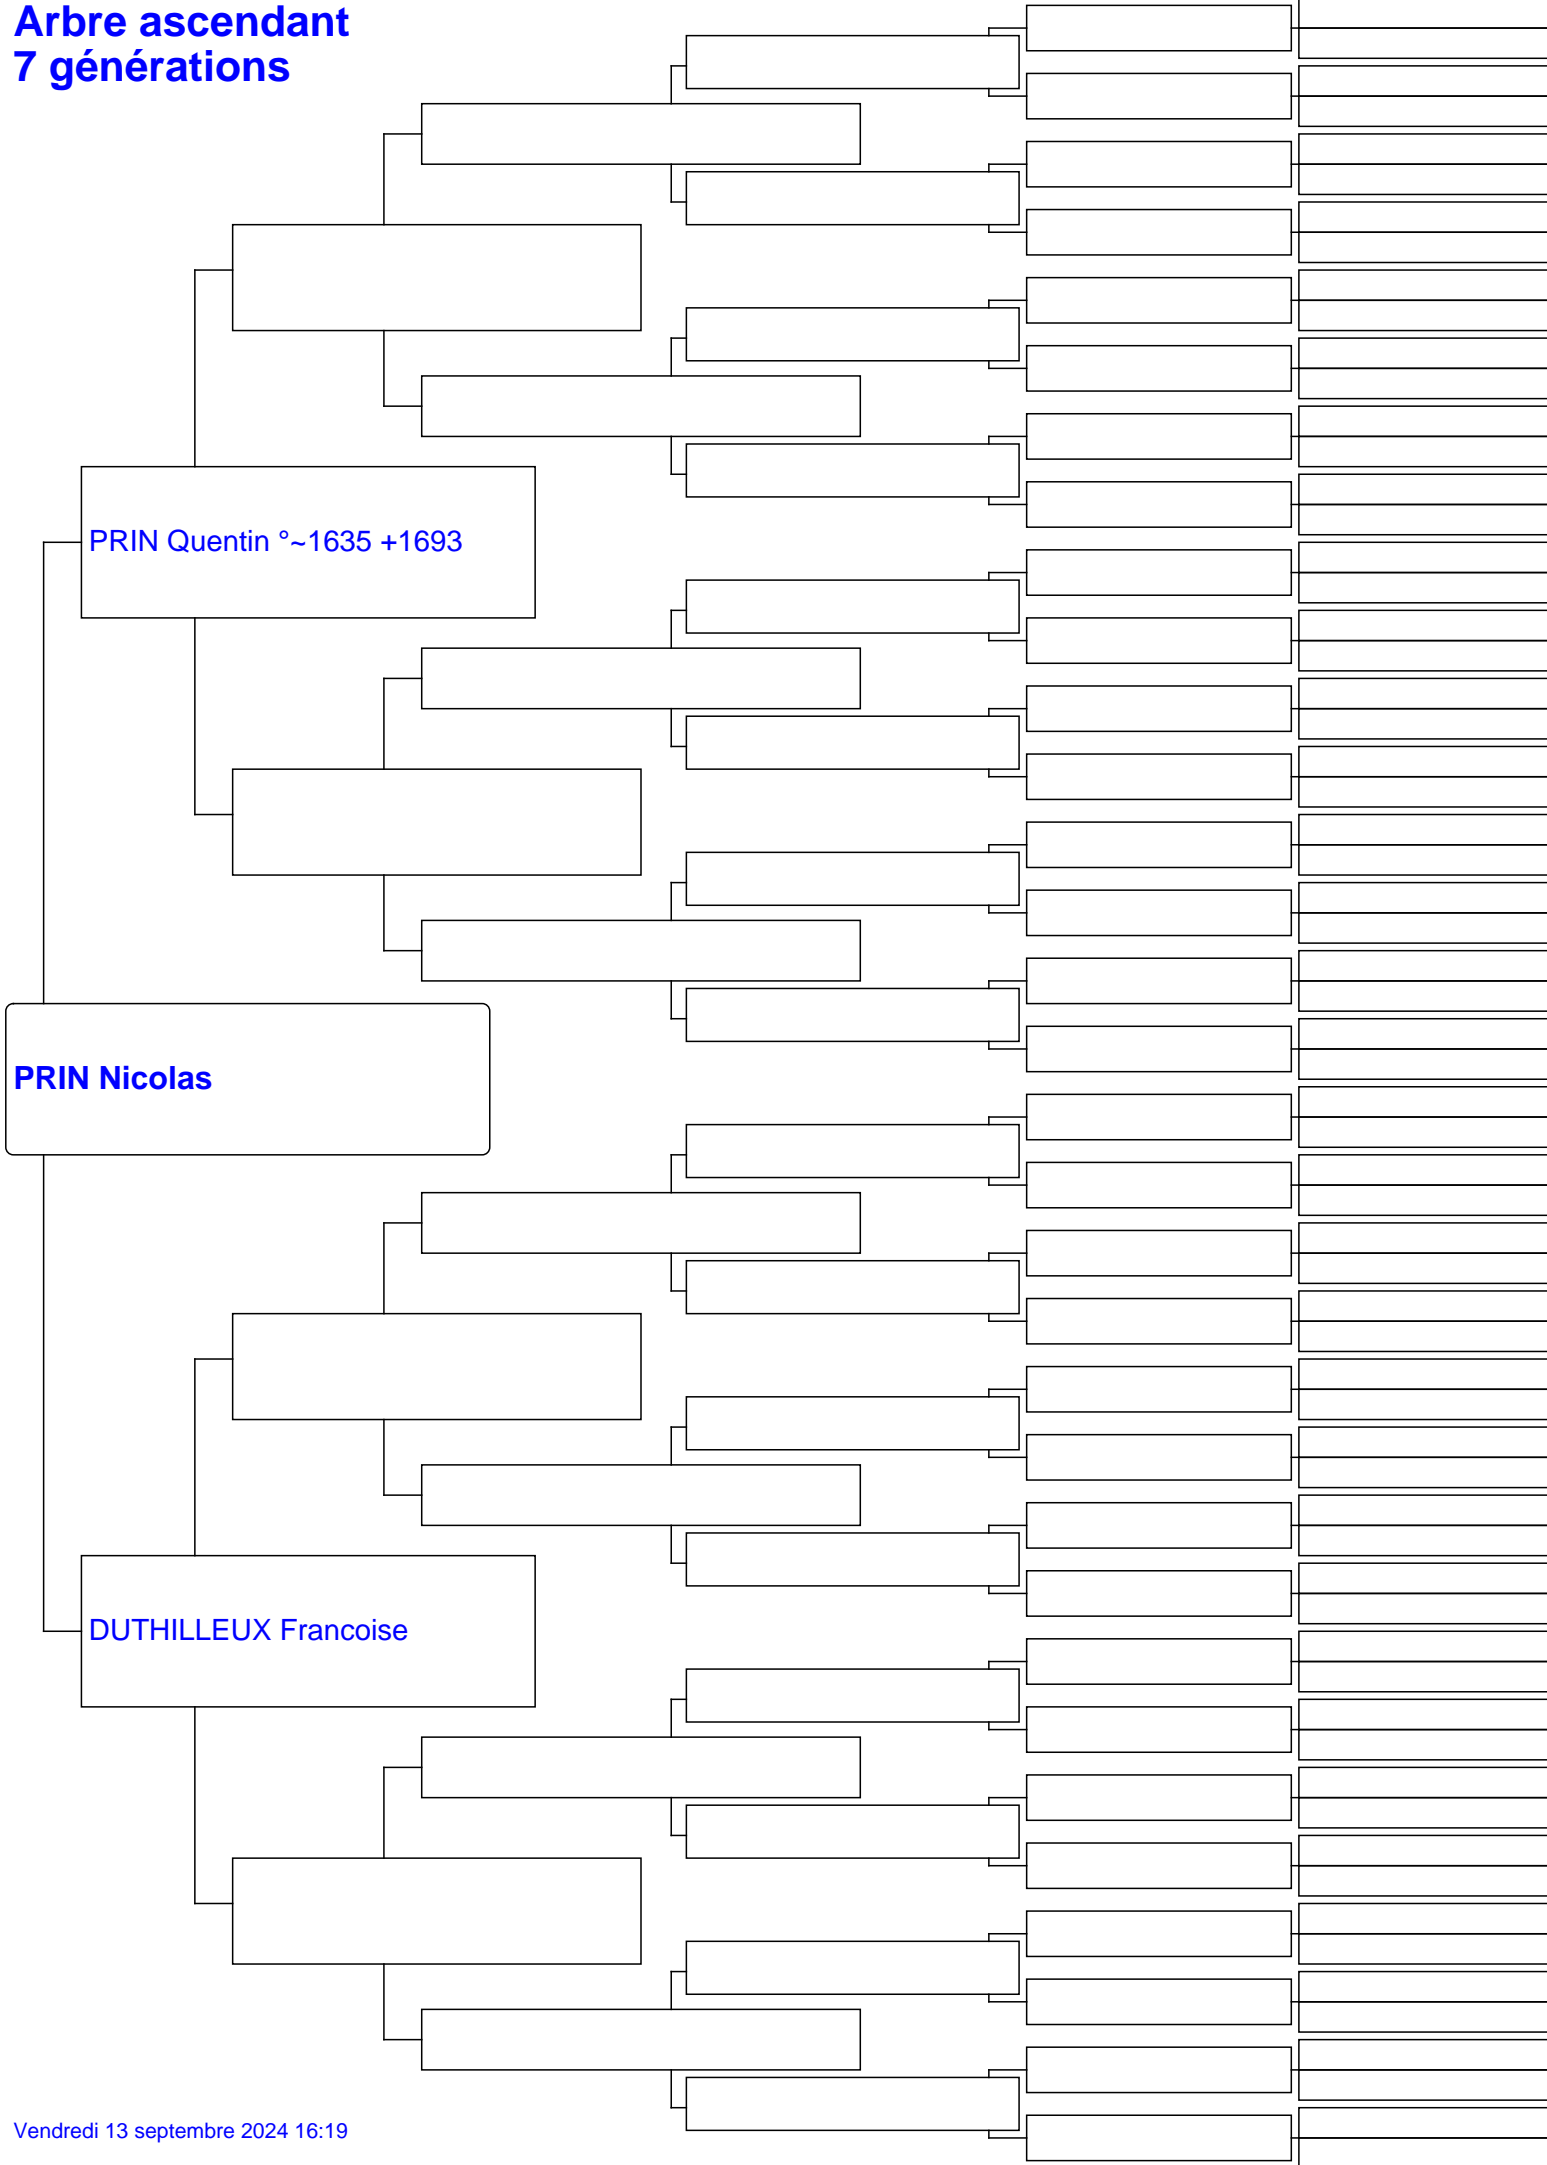 Arbre ascendant
7 générations
PRIN Quentin °~1635 +1693
PRIN Nicolas
DUTHILLEUX Francoise
Vendredi 13 septembre 2024 16:19